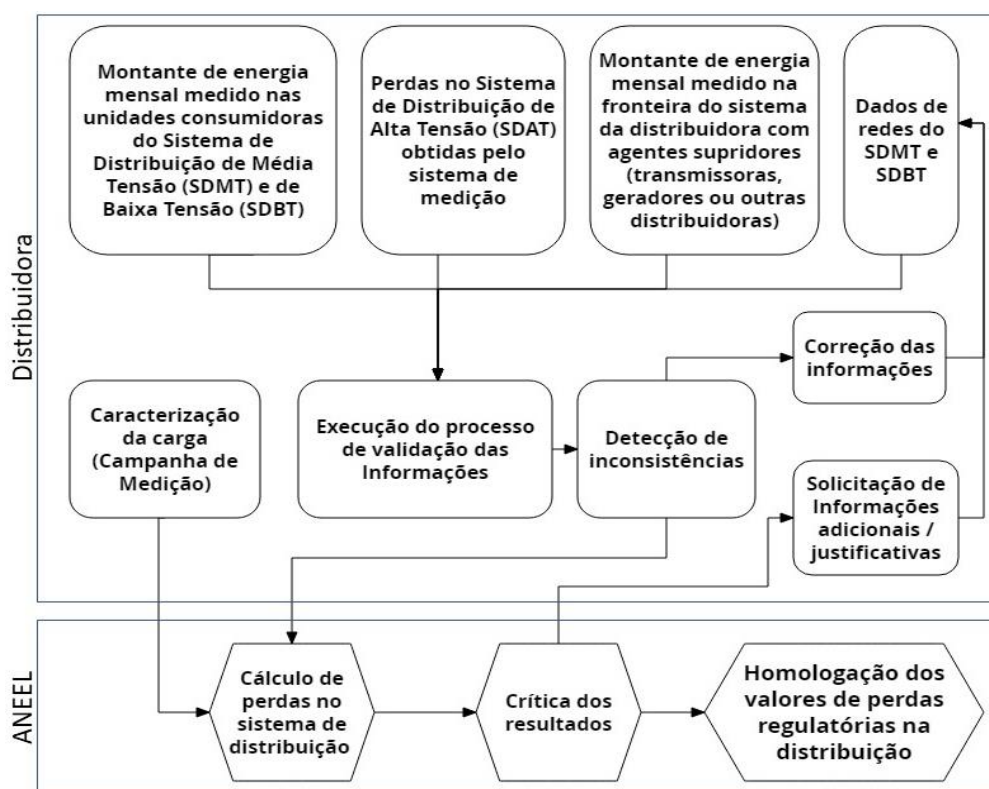 Distribuidora
Montante de energia
mensal medido nas
unidades consumidoras
do Sistema de
Distribuição de Média
Tensão (SDMT) e de
Baixa Tensão (SDBT)
Perdas no Sistema
de Distribuição de
Alta Tensão (SDAT)
obtidas pelo
sistema de
medição
Montante de energia
mensal medido na
fronteira do sistema
da distribuidora com
agentes supridores
(transmissoras,
geradores ou outras
distribuidoras)
Dados de
redes do
SDMT e
SDBT
Caracterização
da carga
(Campanha de
Medição)
Execução do processo
de validação das
Informações
Detecção de
inconsistências
Correção das
informações
Solicitação de
Informações
adicionais /
justificativas
ANEEL
Cálculo de
perdas no
sistema de
distribuição
Crítica dos
resultados
Homologação dos
valores de perdas
regulatórias na
distribuição